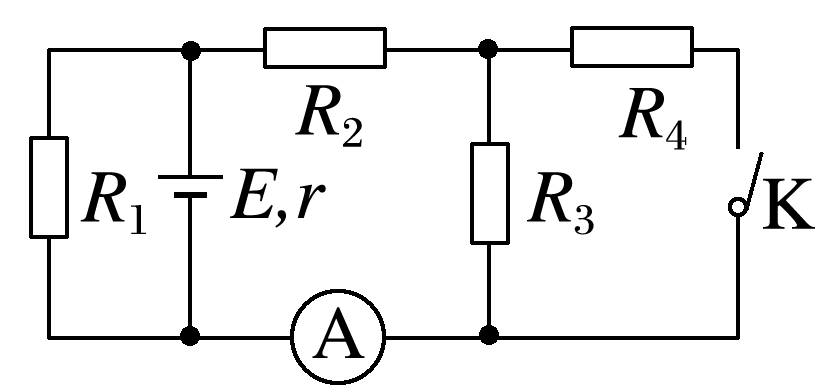 R₂
R₄
R₁
E,r
R₃
K
A